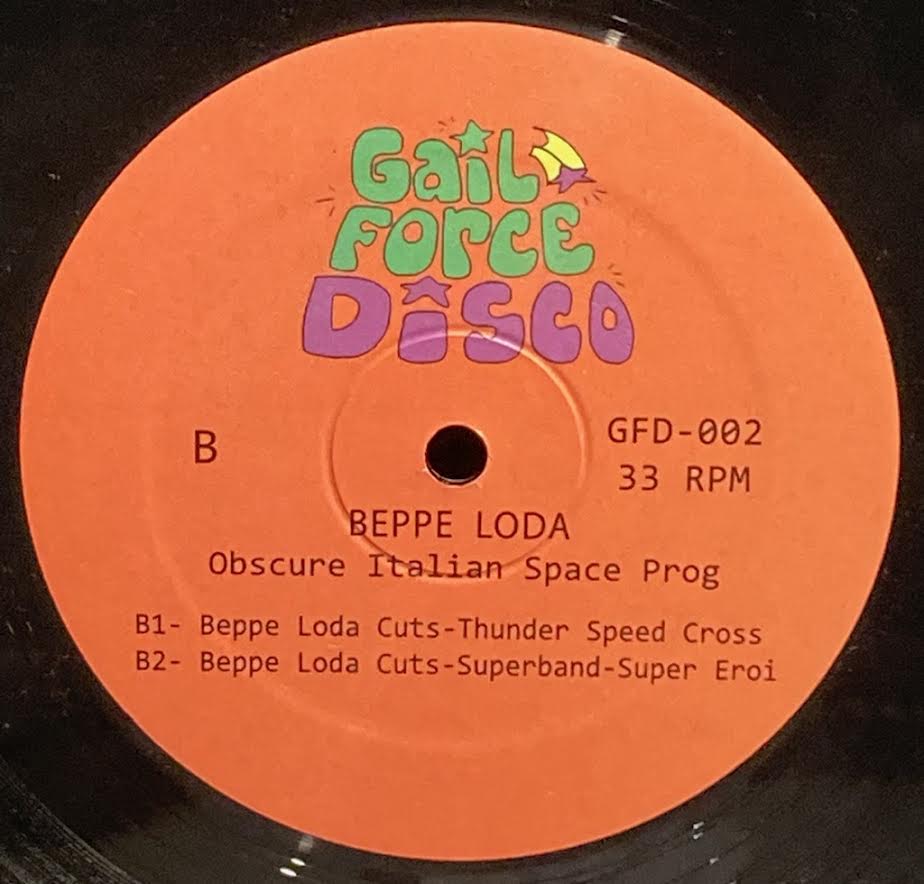 Gail
FORCE
DISCO
B
GFD-002
33 RPM
BEPPE LODA
Obscure Italian Space Prog
B1- Beppe Loda Cuts-Thunder Speed Cross
B2- Beppe Loda Cuts-Superband-Super Eroi